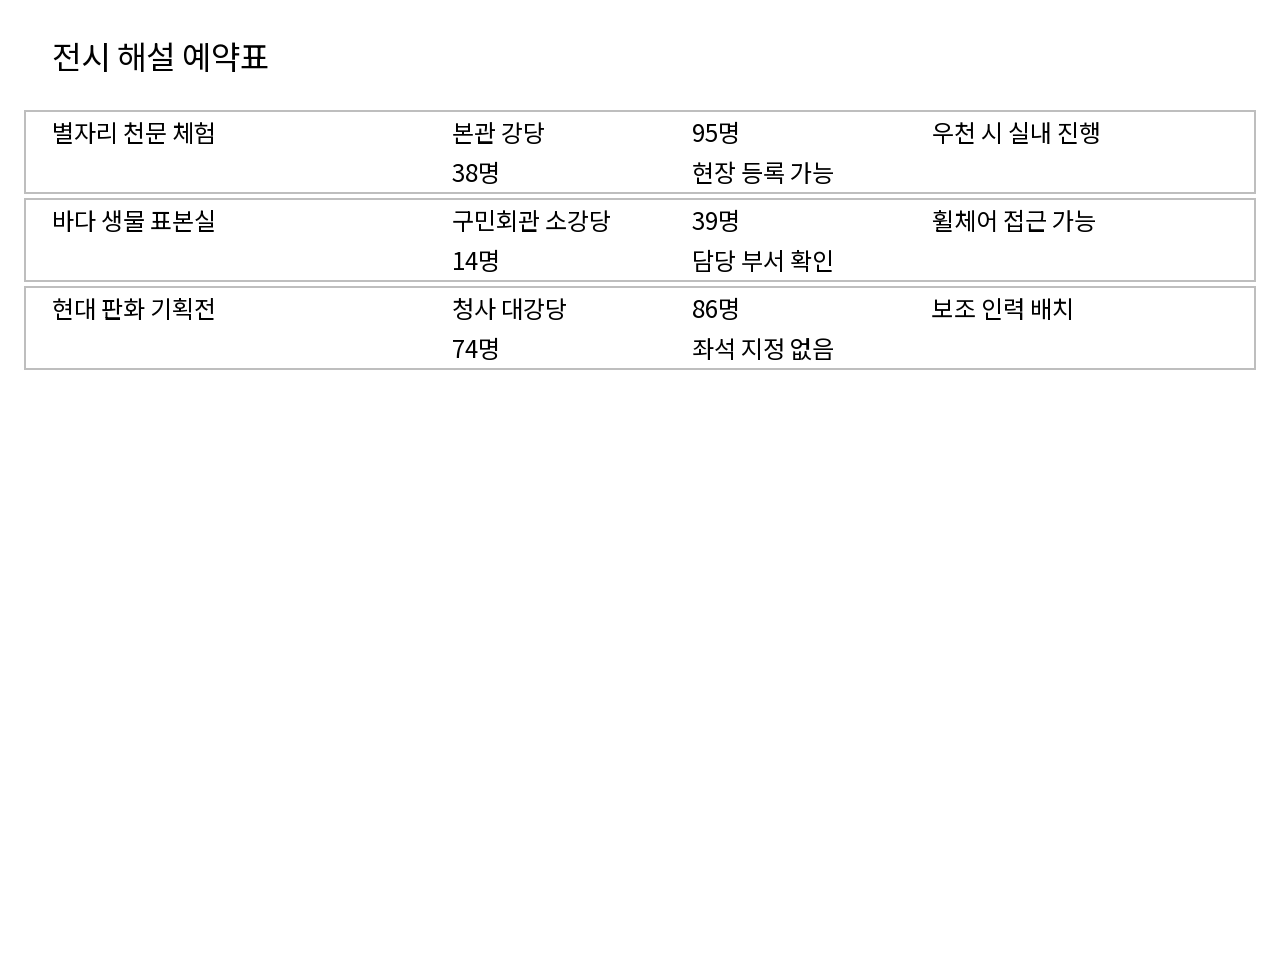 전시 해설 예약표
별자리 천문 체험 본관 강당 95명 우천 시 실내 진행
38명 현장 등록 가능
바다 생물 표본실 구민회관 소강당 39명 휠체어 접근 가능
14명 담당 부서 확인
현대 판화 기획전 청사 대강당 86명 보조 인력 배치
74명 좌석 지정 없음